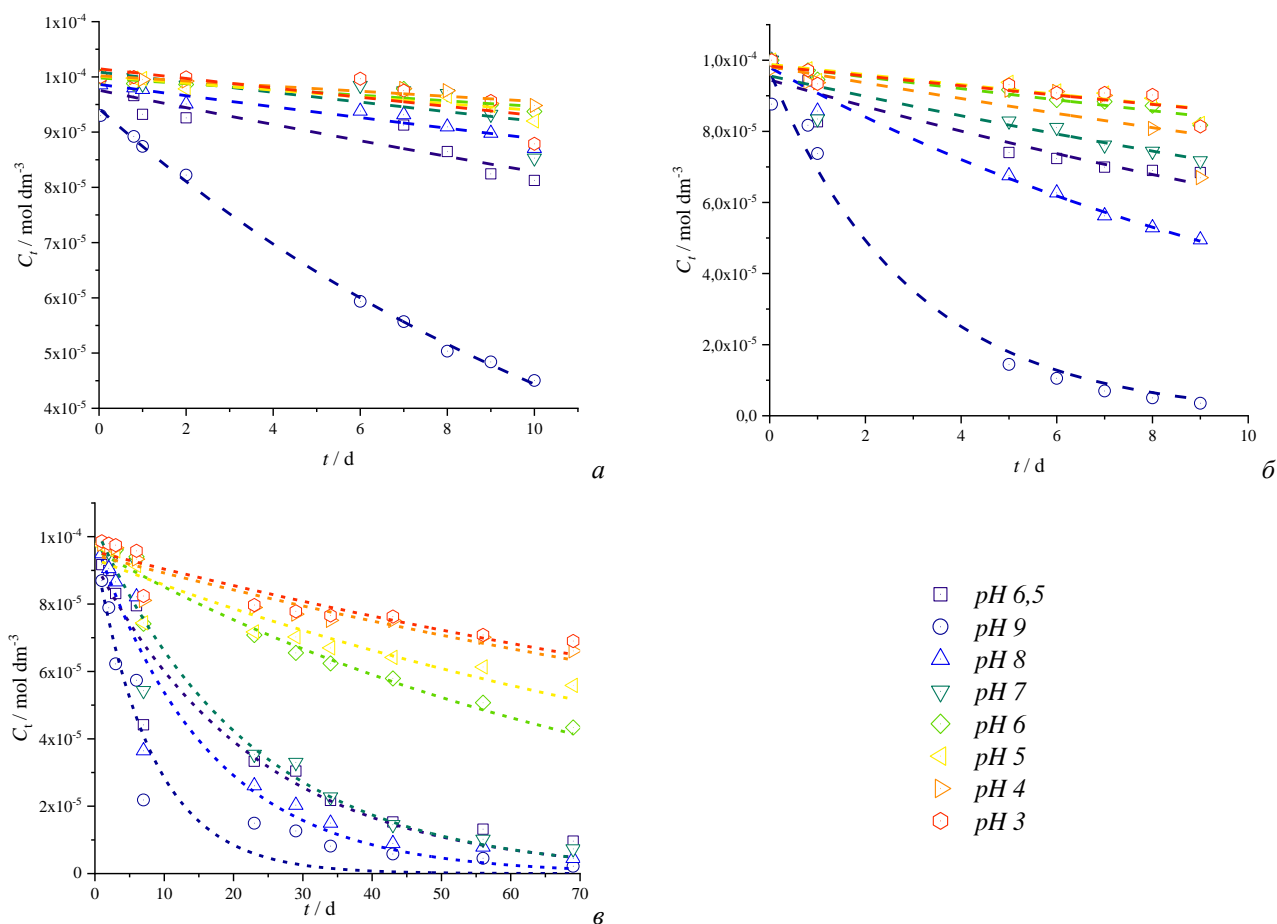 1x10⁻⁴
1x10⁻⁴
9x10⁻⁵
8x10⁻⁵
7x10⁻⁵
6x10⁻⁵
5x10⁻⁵
4x10⁻⁵
C_t / mol dm⁻³
0 2 4 6 8 10
t / d
а
1,0x10⁻⁴
8,0x10⁻⁵
6,0x10⁻⁵
4,0x10⁻⁵
2,0x10⁻⁵
0,0
C_t / mol dm⁻³
0 2 4 6 8 10
t / d
б
1x10⁻⁴
8x10⁻⁵
6x10⁻⁵
4x10⁻⁵
2x10⁻⁵
0
C_t / mol dm⁻³
0 10 20 30 40 50 60 70
t / d
в
pH 6,5
pH 9
pH 8
pH 7
pH 6
pH 5
pH 4
pH 3